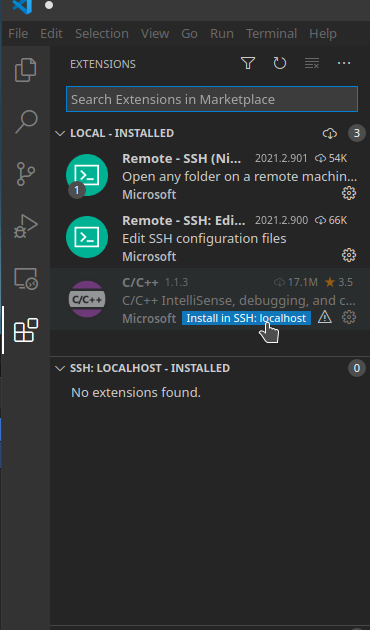 File Edit Selection View Go Run Terminal Help
EXTENSIONS
Search Extensions in Marketplace
LOCAL - INSTALLED 3
Remote - SSH (Ni... 2021.2.901 54K
Open any folder on a remote machin...
1
Microsoft
Remote - SSH: Edi... 2021.2.900 66K
Edit SSH configuration files
Microsoft
C/C++ 1.1.3 17.1M 3.5
C/C++
C/C++ IntelliSense, debugging, and c...
Microsoft Install in SSH: localhost
SSH: LOCALHOST - INSTALLED 0
No extensions found.